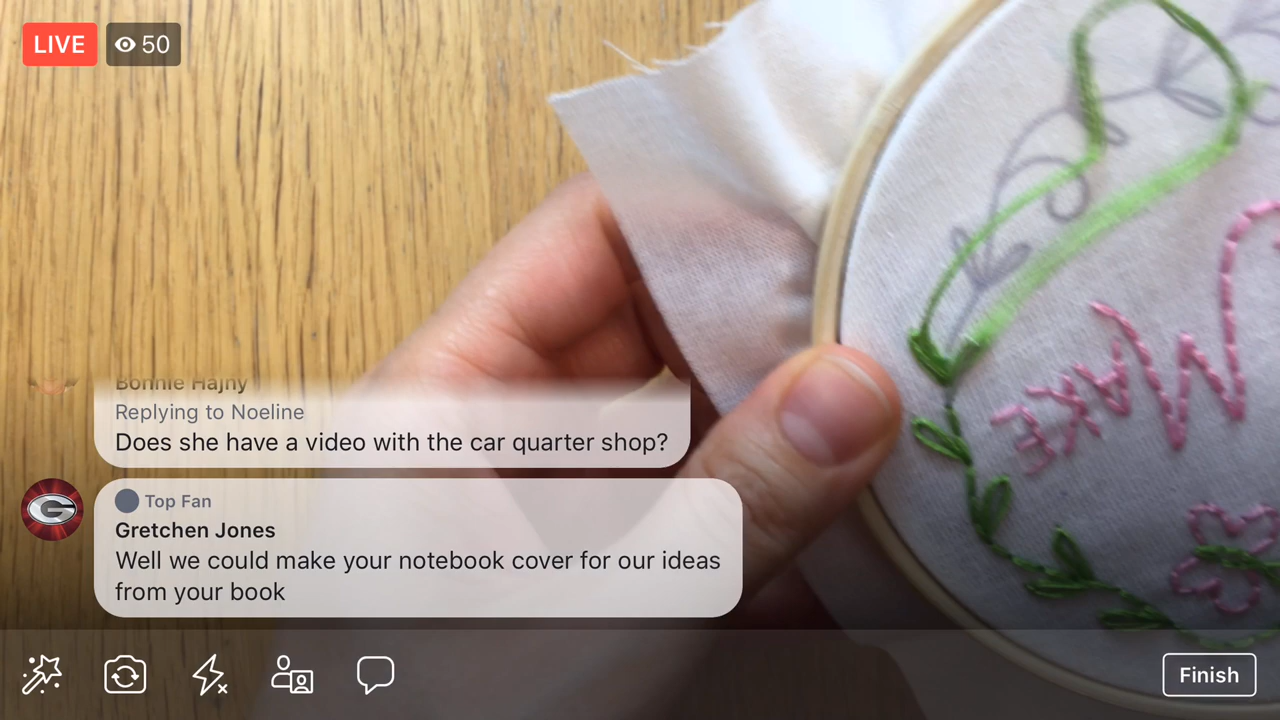 LIVE 50
Bonnie Hajny
Replying to Noeline
Does she have a video with the car quarter shop?
Top Fan
Gretchen Jones
Well we could make your notebook cover for our ideas
from your book
MAKE
Finish